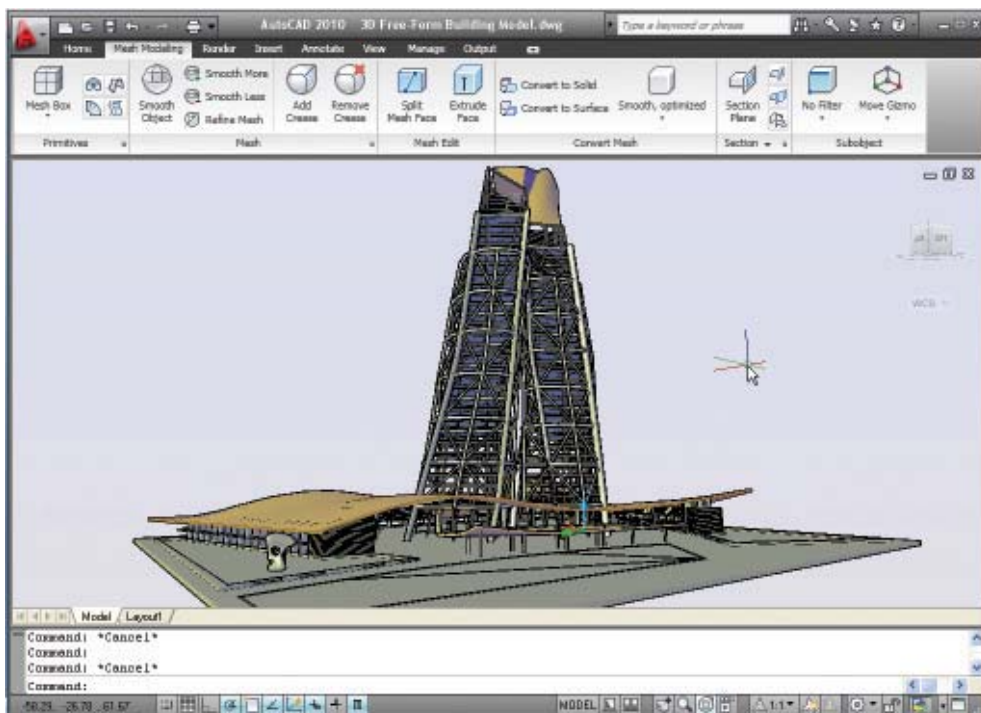 AutoCAD 2010 3D Free-Form Building Model.dwg
Type a keyword or phrase
Home Mesh Modeling Render Insert Annotate View Manage Output
Mesh Box
Smooth Object
Smooth More
Smooth Less
Refine Mesh
Add Crease
Remove Crease
Split Mesh Face
Extrude Face
Convert to Solid
Convert to Surface
Smooth, optimized
Section Plane
No Filter
Move Gizmo
Primitives
Mesh
Mesh Edit
Convert Mesh
Section
Subobject
WCS
Model Layout1
Command: *Cancel*
Command:
Command: *Cancel*
Command:
MODEL
1:1